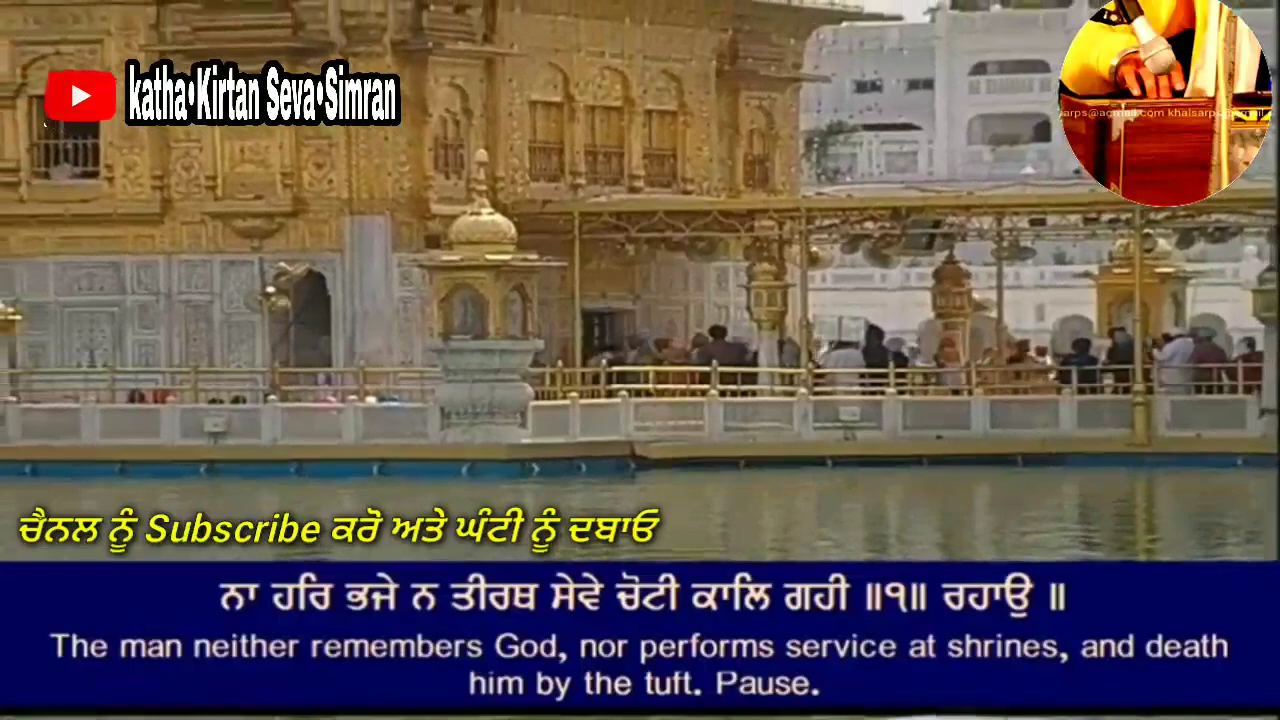 katha•Kirtan Seva•Simran
ਚੈਨਲ ਨੂੰ Subscribe ਕਰੋ ਅਤੇ ਘੰਟੀ ਨੂੰ ਦਬਾਓ
ਨਾ ਹਰਿ ਭਜੇ ਨ ਤੀਰਥ ਸੇਵੇ ਚੋਟੀ ਕਾਲਿ ਗਹੀ ॥੧॥ ਰਹਾਉ ॥
The man neither remembers God, nor performs service at shrines, and death
him by the tuft. Pause.